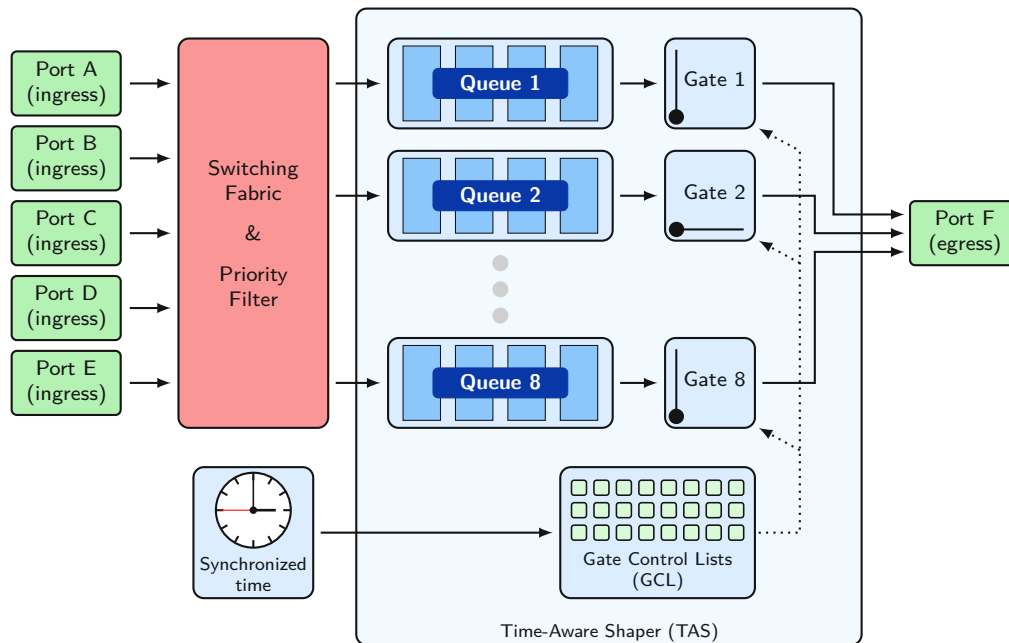 Port A
(ingress)
Port B
(ingress)
Port C
(ingress)
Port D
(ingress)
Port E
(ingress)
Switching
Fabric
&
Priority
Filter
Queue 1
Gate 1
Queue 2
Gate 2
Queue 8
Gate 8
Port F
(egress)
Synchronized
time
Gate Control Lists
(GCL)
Time-Aware Shaper (TAS)